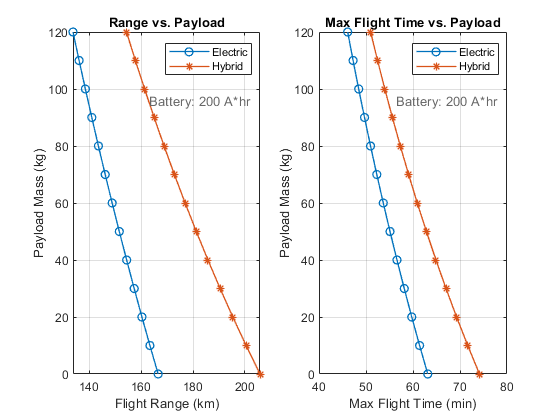 Range vs. Payload
Electric
Hybrid
Battery: 200 A*hr
Payload Mass (kg)
120
100
80
60
40
20
0
140 160 180 200
Flight Range (km)
Max Flight Time vs. Payload
Electric
Hybrid
Battery: 200 A*hr
Payload Mass (kg)
120
100
80
60
40
20
0
40 50 60 70 80
Max Flight Time (min)